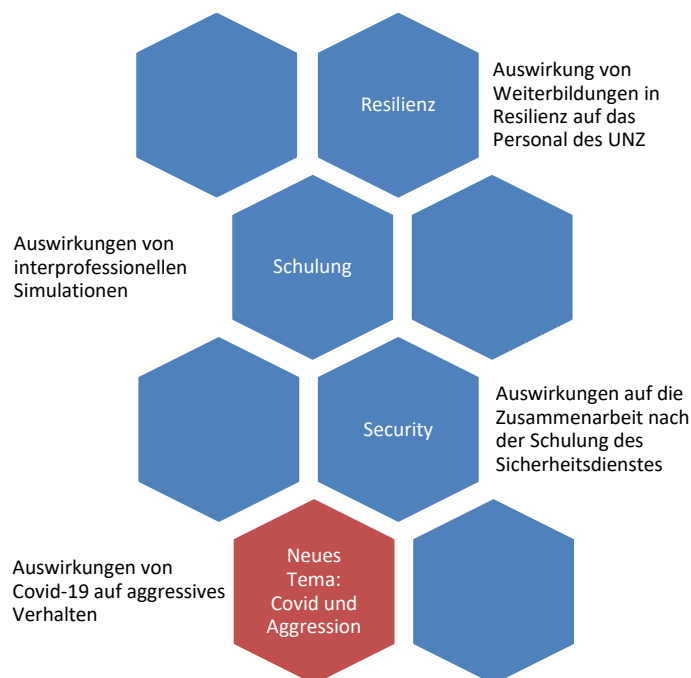 Resilienz
Auswirkung von
Weiterbildungen in
Resilienz auf das
Personal des UNZ
Auswirkungen von
interprofessionellen
Simulationen
Schulung
Security
Auswirkungen auf die
Zusammenarbeit nach
der Schulung des
Sicherheitsdienstes
Auswirkungen von
Covid-19 auf aggressives
Verhalten
Neues
Tema:
Covid und
Aggression